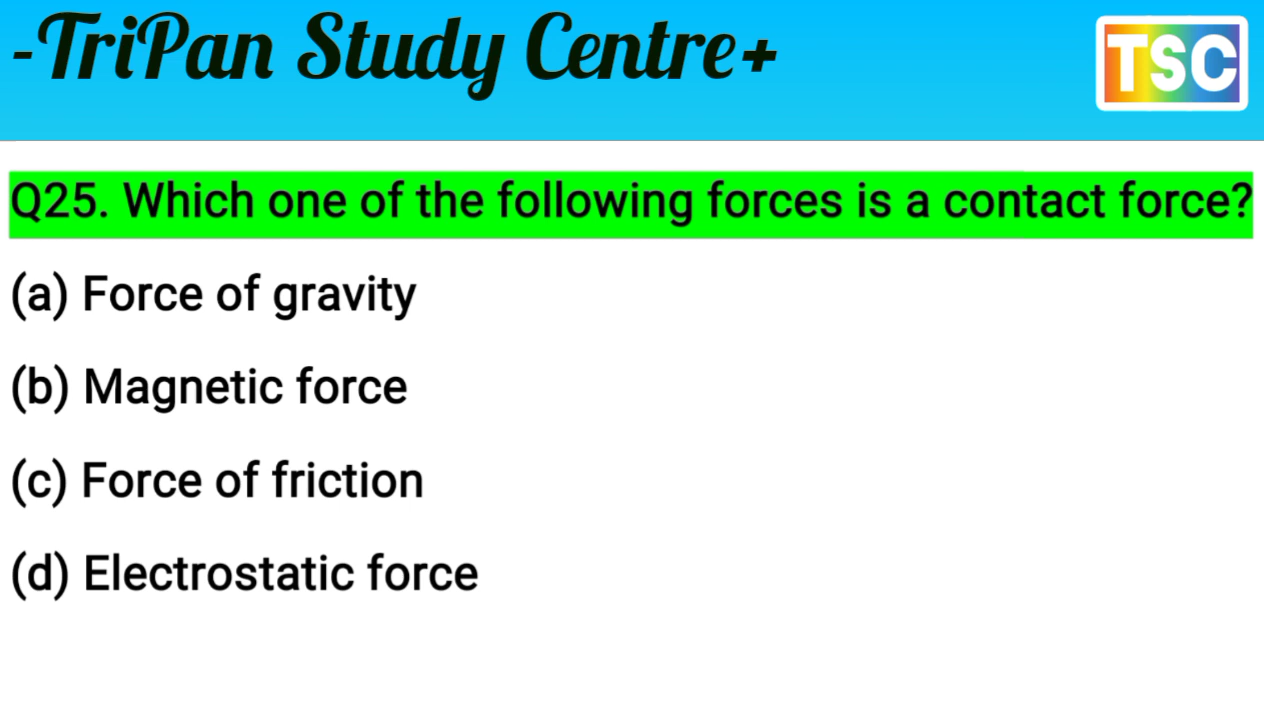 -TriPan Study Centre+
TSC
Q25. Which one of the following forces is a contact force?
(a) Force of gravity
(b) Magnetic force
(c) Force of friction
(d) Electrostatic force